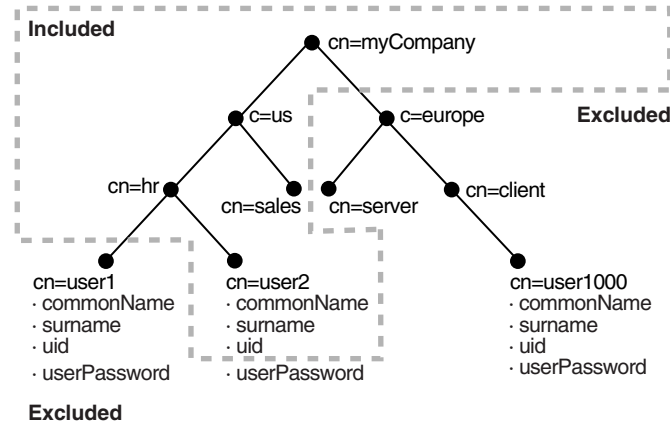 Included
cn=myCompany
c=us
c=europe
Excluded
cn=hr
cn=sales
cn=server
cn=client
cn=user1
· commonName
· surname
· uid
· userPassword
cn=user2
· commonName
· surname
· uid
· userPassword
cn=user1000
· commonName
· surname
· uid
· userPassword
Excluded